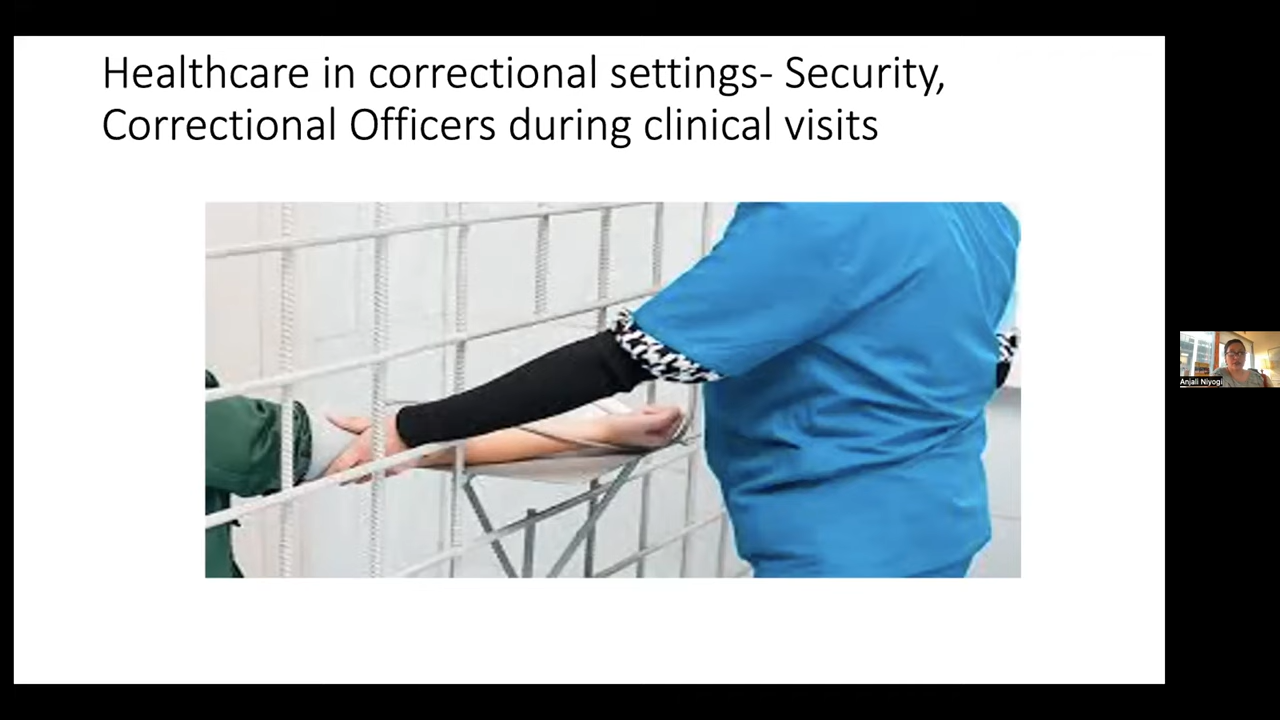 Healthcare in correctional settings- Security,
Correctional Officers during clinical visits
Anjali Niyogi